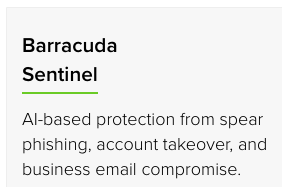 Barracuda
Sentinel
AI-based protection from spear
phishing, account takeover, and
business email compromise.